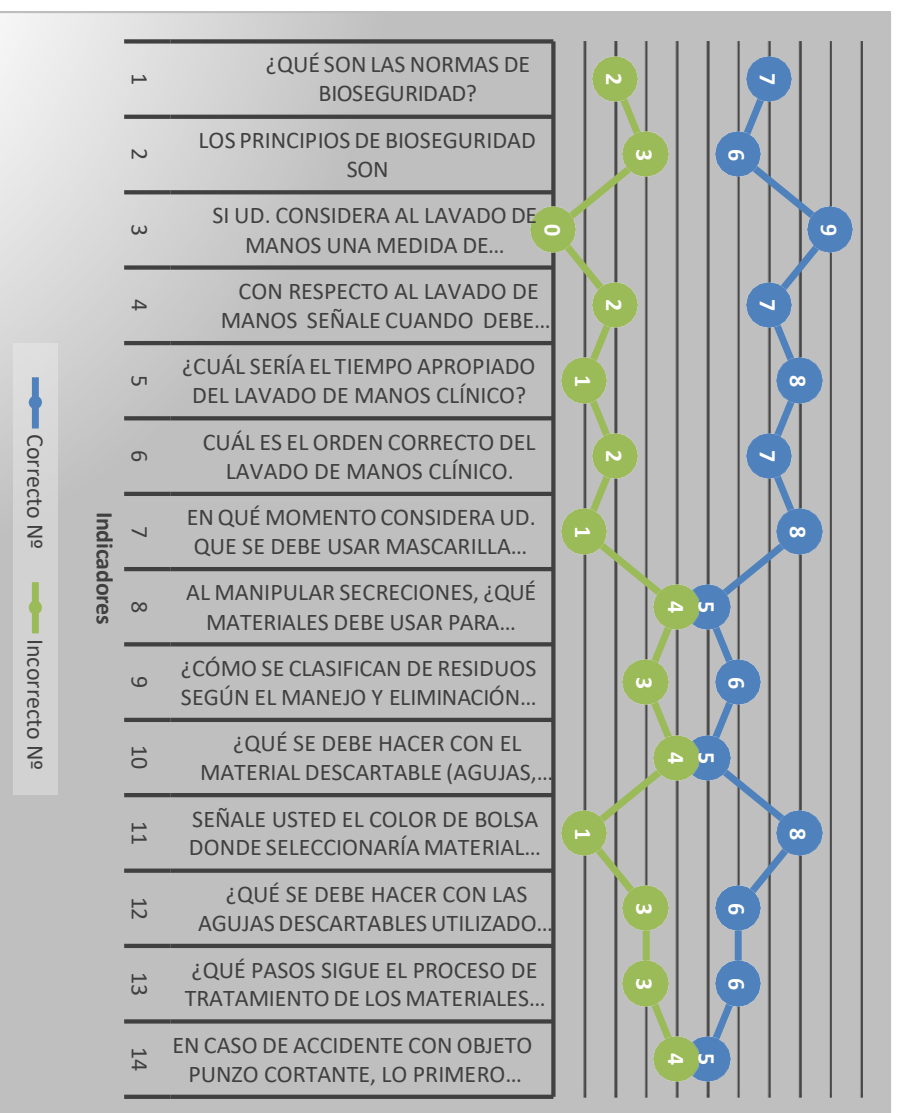 1
¿QUÉ SON LAS NORMAS DE
BIOSEGURIDAD?
2
7
2
LOS PRINCIPIOS DE BIOSEGURIDAD
SON
3
6
3
SI UD. CONSIDERA AL LAVADO DE
MANOS UNA MEDIDA DE...
0
9
4
CON RESPECTO AL LAVADO DE
MANOS SEÑALE CUANDO DEBE...
2
7
5
¿CUÁL SERÍA EL TIEMPO APROPIADO
DEL LAVADO DE MANOS CLÍNICO?
1
8
6
CUÁL ES EL ORDEN CORRECTO DEL
LAVADO DE MANOS CLÍNICO.
2
7
7
EN QUÉ MOMENTO CONSIDERA UD.
QUE SE DEBE USAR MASCARILLA...
1
8
8
AL MANIPULAR SECRECIONES, ¿QUÉ
MATERIALES DEBE USAR PARA...
4
5
9
¿CÓMO SE CLASIFICAN DE RESIDUOS
SEGÚN EL MANEJO Y ELIMINACIÓN...
3
6
10
¿QUÉ SE DEBE HACER CON EL
MATERIAL DESCARTABLE (AGUJAS,...
4
5
11
SEÑALE USTED EL COLOR DE BOLSA
DONDE SELECCIONARÍA MATERIAL...
1
8
12
¿QUÉ SE DEBE HACER CON LAS
AGUJAS DESCARTABLES UTILIZADO...
3
6
13
¿QUÉ PASOS SIGUE EL PROCESO DE
TRATAMIENTO DE LOS MATERIALES...
3
6
14
EN CASO DE ACCIDENTE CON OBJETO
PUNZO CORTANTE, LO PRIMERO...
4
5
Indicadores
Correcto Nº
Incorrecto Nº